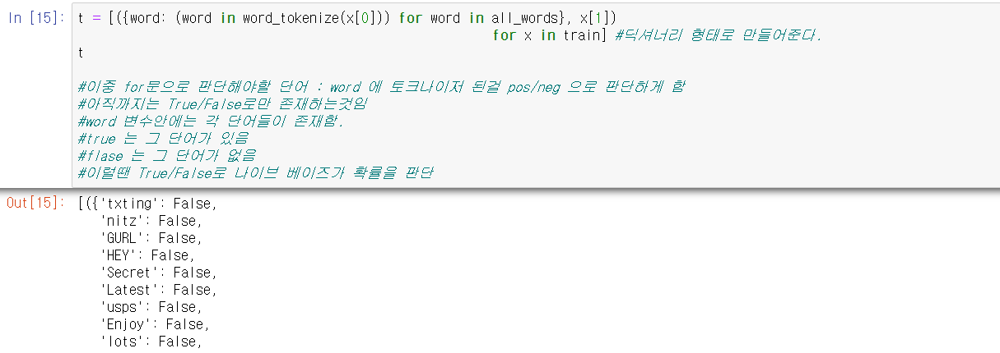 In [15]: t = [({word: (word in word_tokenize(x[0])) for word in all_words}, x[1])
for x in train] #딕셔너리 형태로 만들어준다.
t
#이중 for문으로 판단해야할 단어 : word 에 토크나이저 된걸 pos/neg 으로 판단하게 함
#아직까지는 True/False로만 존재하는것임
#word 변수안에는 각 단어들이 존재함.
#true 는 그 단어가 있음
#flase 는 그 단어가 없음
#이럴땐 True/False로 나이브 베이즈가 확률을 판단
Out[15]: [({'txting': False,
'nitz': False,
'GURL': False,
'HEY': False,
'Secret': False,
'Latest': False,
'usps': False,
'Enjoy': False,
'lots': False,